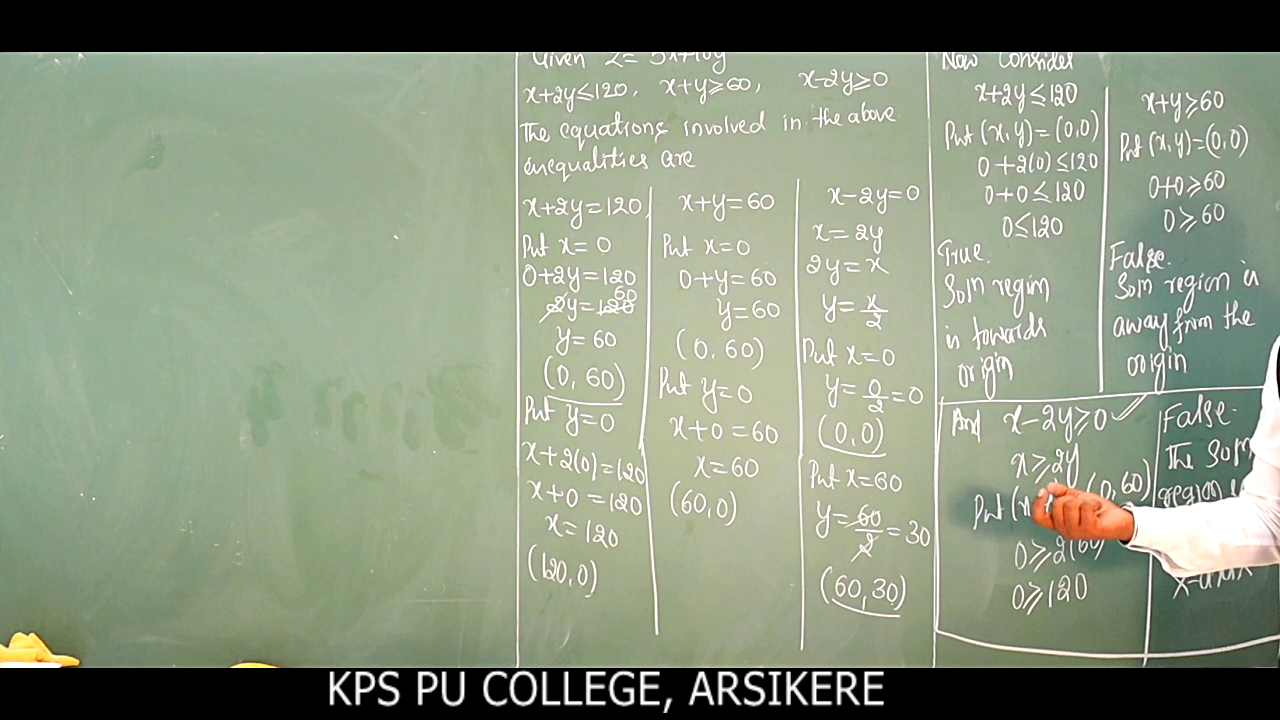 Given Z = 5x+10y
x+2y≤120, x+y≥60, x-2y≥0
The equations involved in the above
inequalities are
x+2y=120,
Put x=0
0+2y=120
2y=120 60
y=60
(0, 60)
Put y=0
x+2(0)=120
x+0=120
x=120
(120,0)
x+y=60
Put x=0
0+y=60
y=60
(0,60)
Put y=0
x+0=60
x=60
(60,0)
x-2y=0
x=2y
2y=x
y=x/2
Put x=0
y=0/2=0
(0,0)
Put x=60
y=60/2=30
(60,30)
Now Consider
x+2y≤120
Put (x,y)=(0,0)
0+2(0)≤120
0+0≤120
0≤120
True.
Soln region
is towards
origin
x+y≥60
Put (x,y)=(0,0)
0+0≥60
0≥60
False.
Soln region is
away from the
origin
And x-2y≥0
x≥2y
Put (x (0,60)
0≥2(60)
0≥120
False.
The Soln
region
KPS PU COLLEGE, ARSIKERE